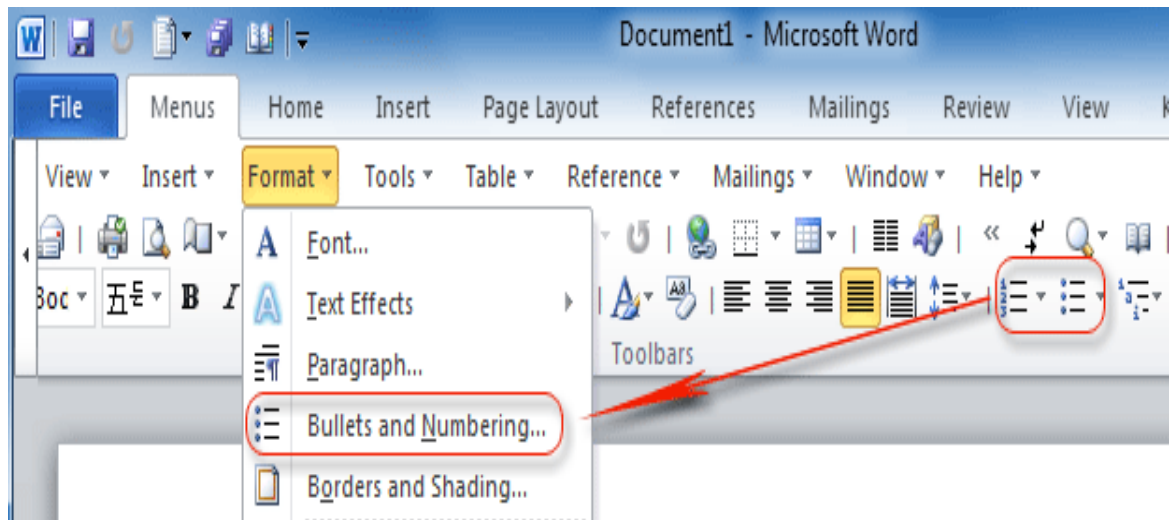 Document1 - Microsoft Word
File Menus Home Insert Page Layout References Mailings Review View
View Insert Format Tools Table Reference Mailings Window Help
Font...
Text Effects
Paragraph...
Toolbars
Bullets and Numbering...
Borders and Shading...